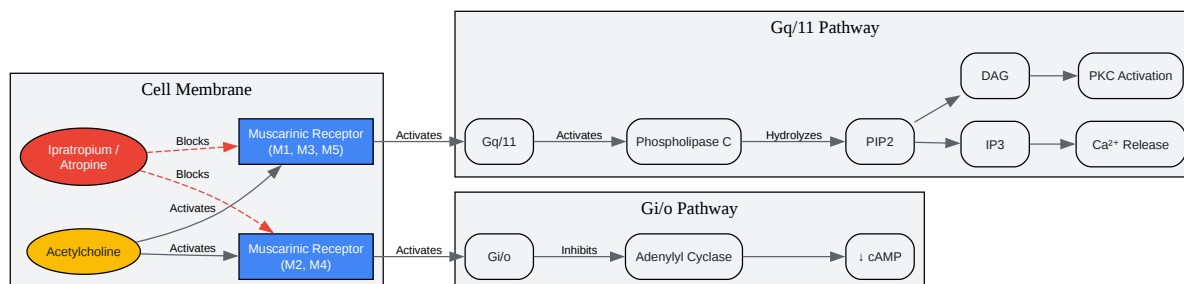 Gq/11 Pathway
Cell Membrane
Ipratropium /
Atropine
Blocks
Blocks
Acetylcholine
Activates
Activates
Muscarinic Receptor
(M1, M3, M5)
Muscarinic Receptor
(M2, M4)
Activates
Gq/11
Activates
Phospholipase C
Hydrolyzes
PIP2
DAG
PKC Activation
IP3
Ca²⁺ Release
Gi/o Pathway
Activates
Gi/o
Inhibits
Adenylyl Cyclase
↓ cAMP